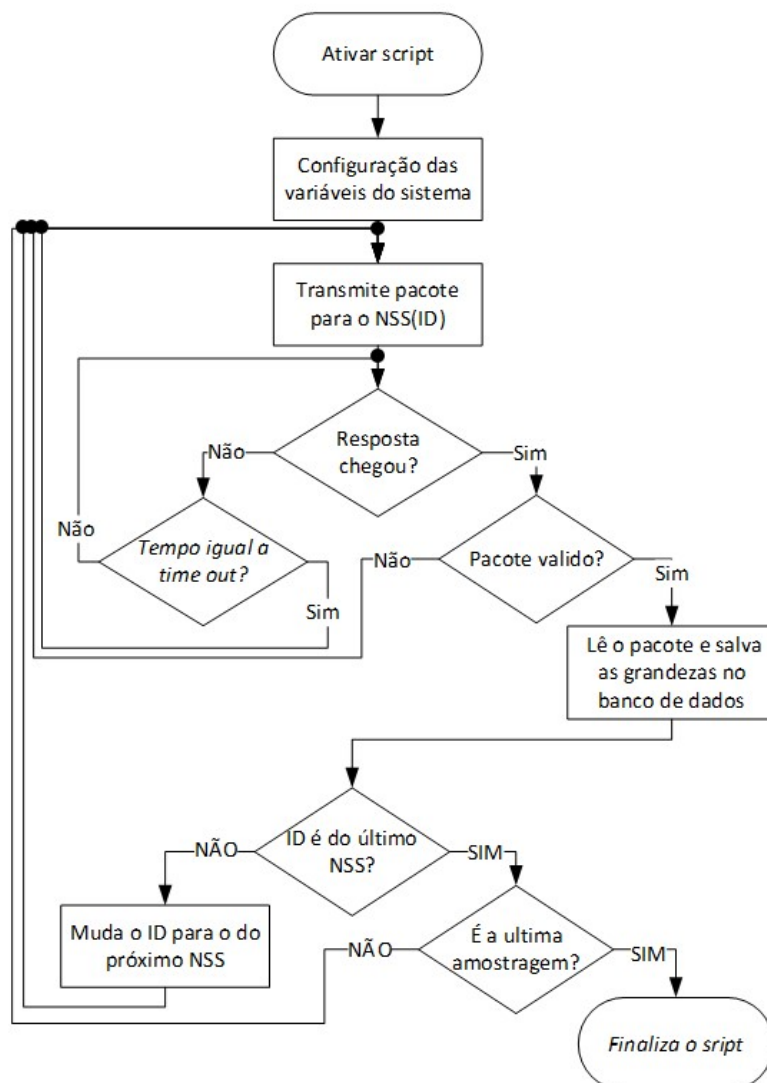 Ativar script
Configuração das
variáveis do sistema
Transmite pacote
para o NSS(ID)
Resposta
chegou?
Não
Sim
Não
Tempo igual a
time out?
Sim
Não
Pacote valido?
Sim
Lê o pacote e salva
as grandezas no
banco de dados
ID é do último
NSS?
NÃO
SIM
Muda o ID para o do
próximo NSS
NÃO
É a ultima
amostragem?
SIM
Finaliza o sript